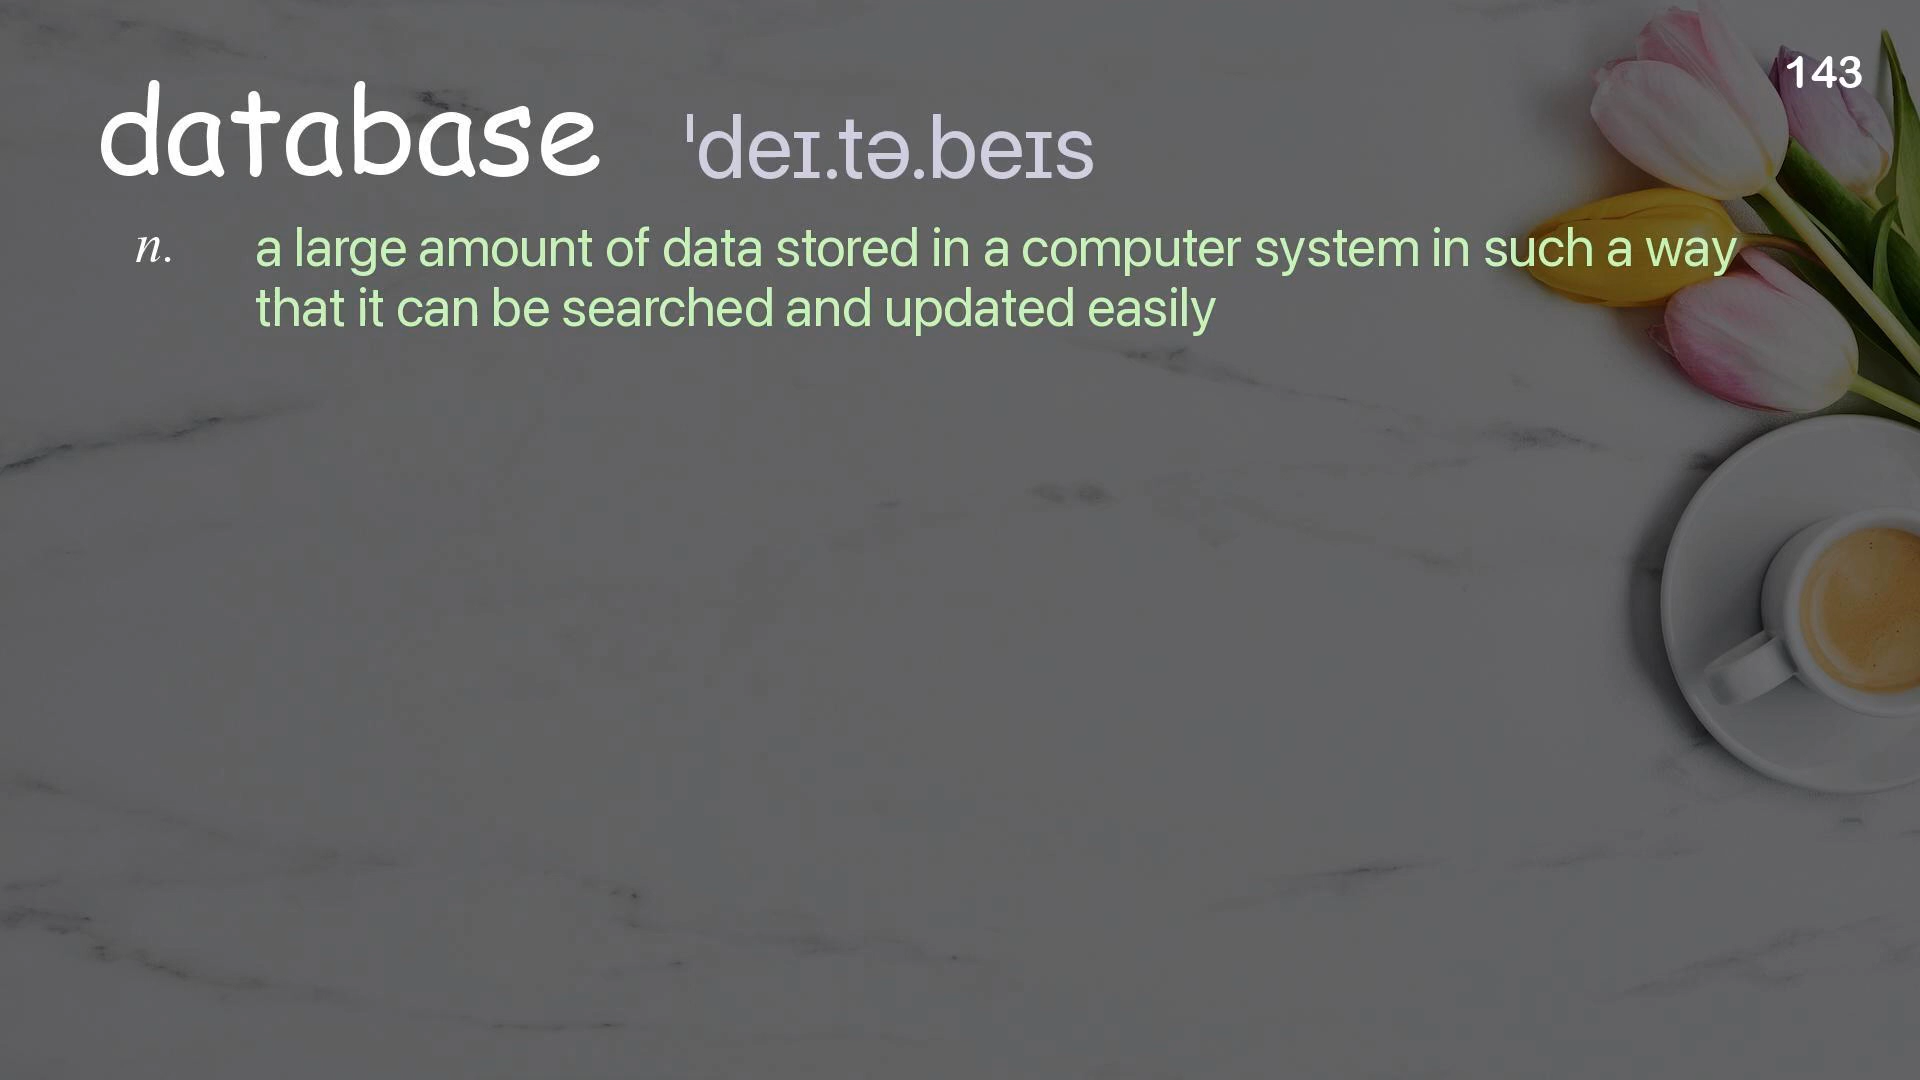 143
database ˈdeɪ.tə.beɪs
n. a large amount of data stored in a computer system in such a way
that it can be searched and updated easily